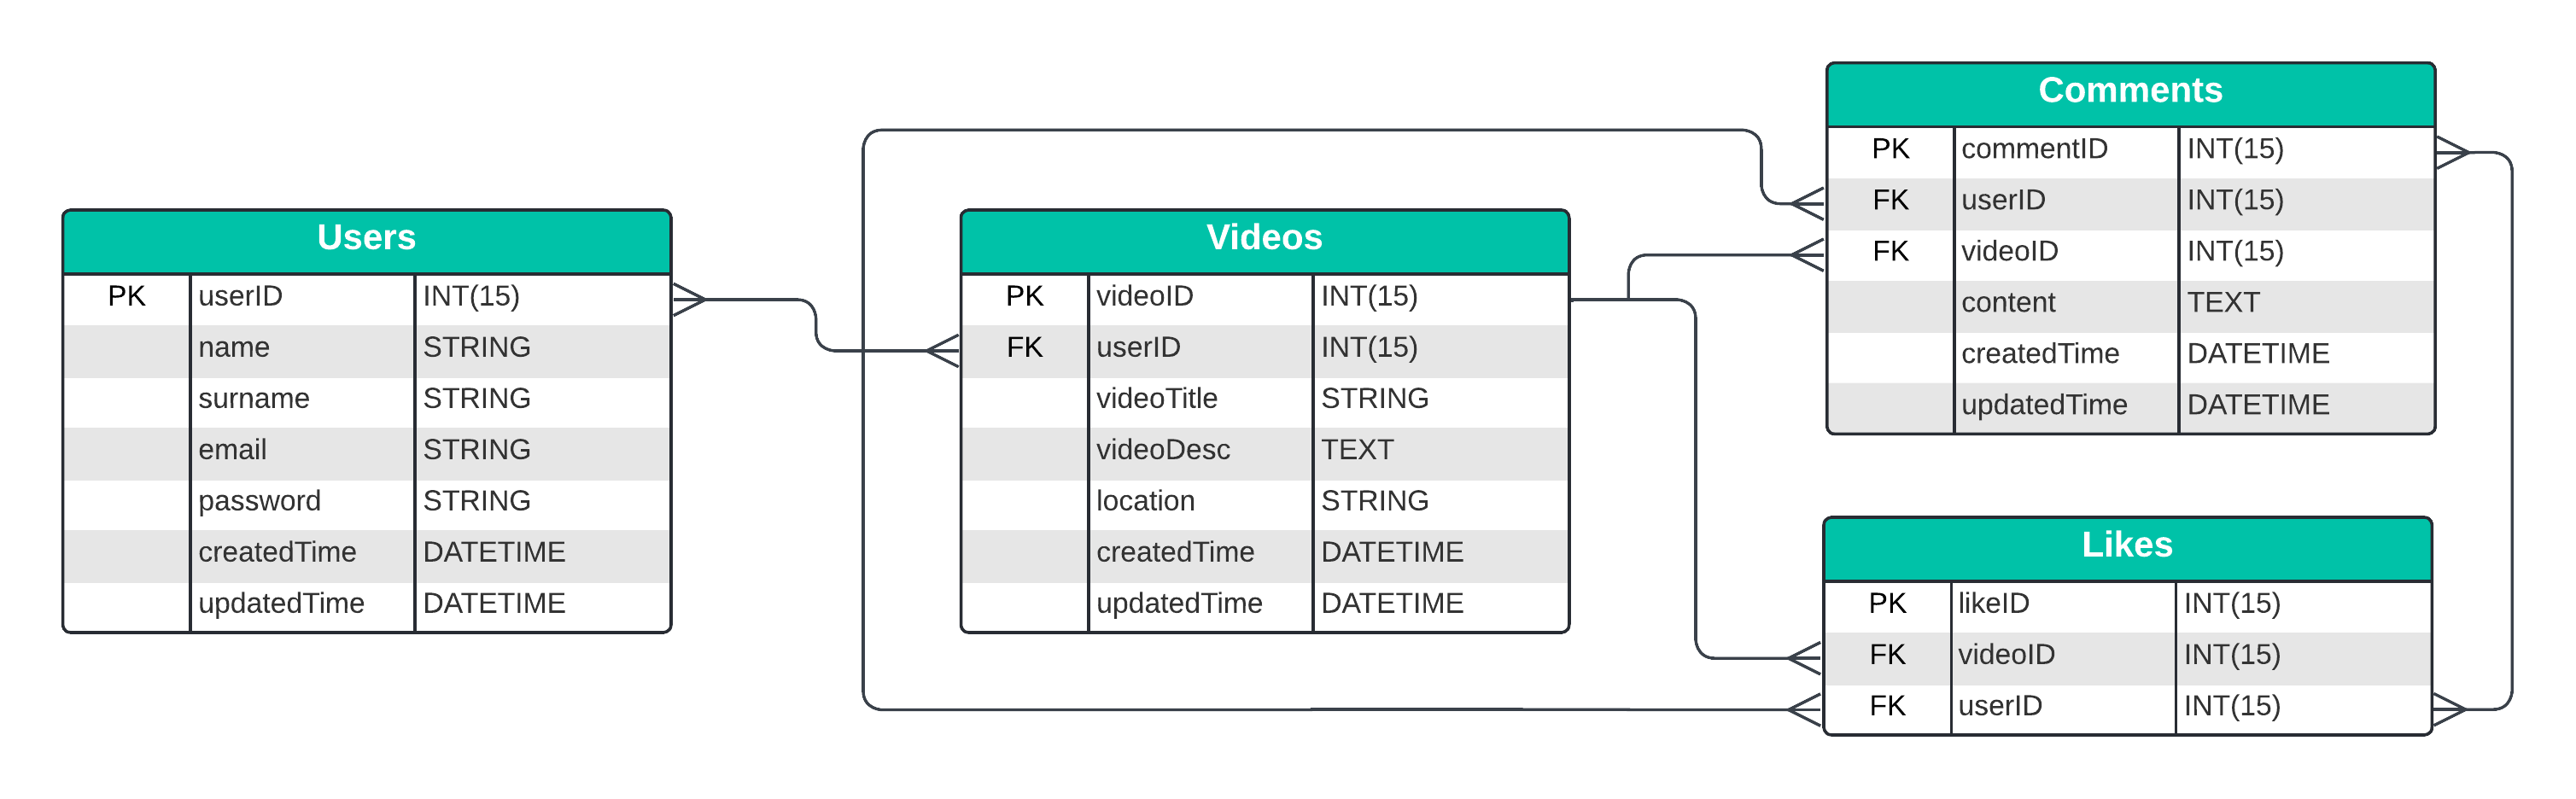 Users
PK userID INT(15)
name STRING
surname STRING
email STRING
password STRING
createdTime DATETIME
updatedTime DATETIME
Videos
PK videoID INT(15)
FK userID INT(15)
videoTitle STRING
videoDesc TEXT
location STRING
createdTime DATETIME
updatedTime DATETIME
Comments
PK commentID INT(15)
FK userID INT(15)
FK videoID INT(15)
content TEXT
createdTime DATETIME
updatedTime DATETIME
Likes
PK likeID INT(15)
FK videoID INT(15)
FK userID INT(15)